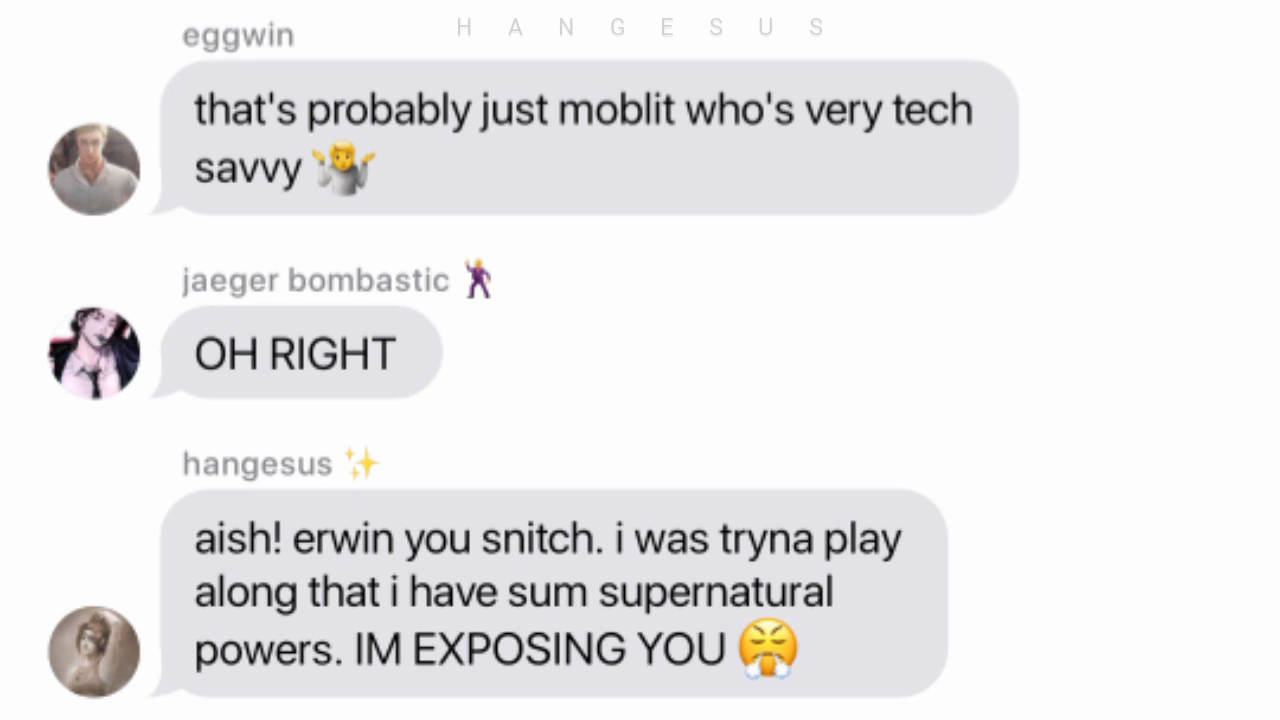 H A N G E S U S
eggwin
that's probably just moblit who's very tech
savvy 🤷‍♂️
jaeger bombastic 🕺
OH RIGHT
hangesus ✨
aish! erwin you snitch. i was tryna play
along that i have sum supernatural
powers. IM EXPOSING YOU 😤